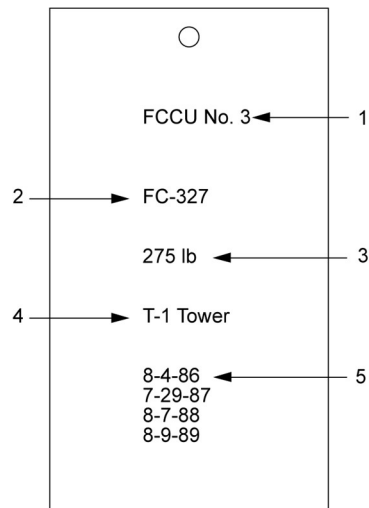 FCCU No. 3 1
2 FC-327
275 lb 3
4 T-1 Tower
8-4-86 5
7-29-87
8-7-88
8-9-89